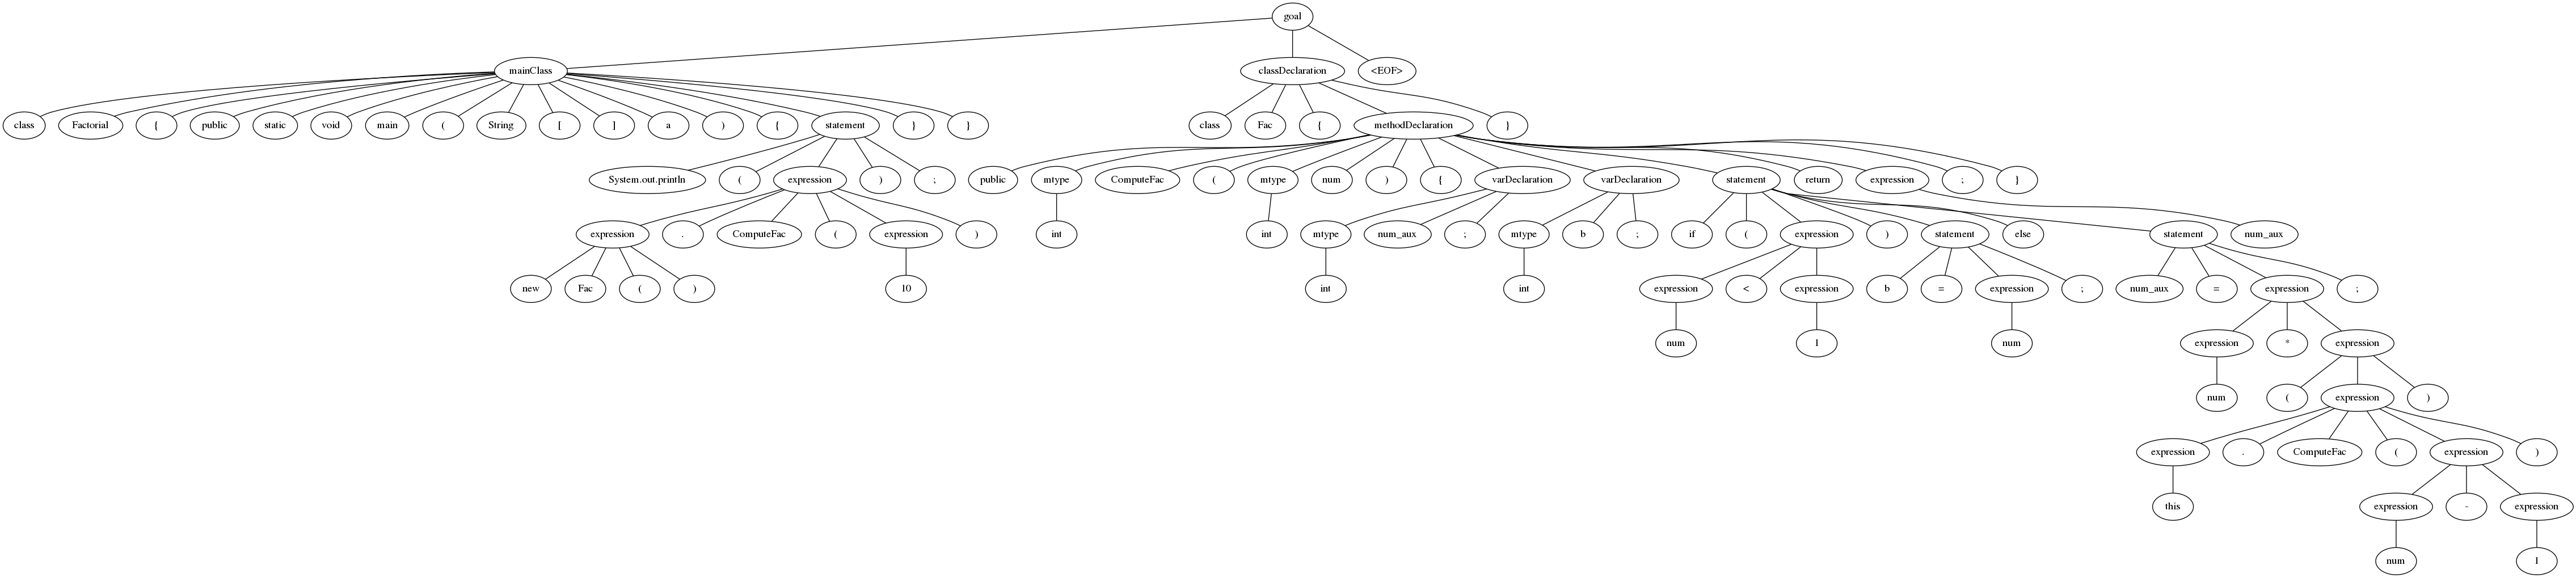 goal
mainClass classDeclaration <EOF>
class Factorial { public static void main ( String [ ] a ) { statement } } class Fac { methodDeclaration }
System.out.println ( expression ) ; public mtype ComputeFac ( mtype num ) { varDeclaration varDeclaration statement return expression ; }
expression . ComputeFac ( expression ) int int mtype num_aux ; mtype b ; if ( expression ) statement else statement num_aux
new Fac ( ) 10 int int expression < expression b = expression ; num_aux = expression ;
num 1 num expression * expression
num ( expression )
expression . ComputeFac ( expression )
this expression - expression
num 1